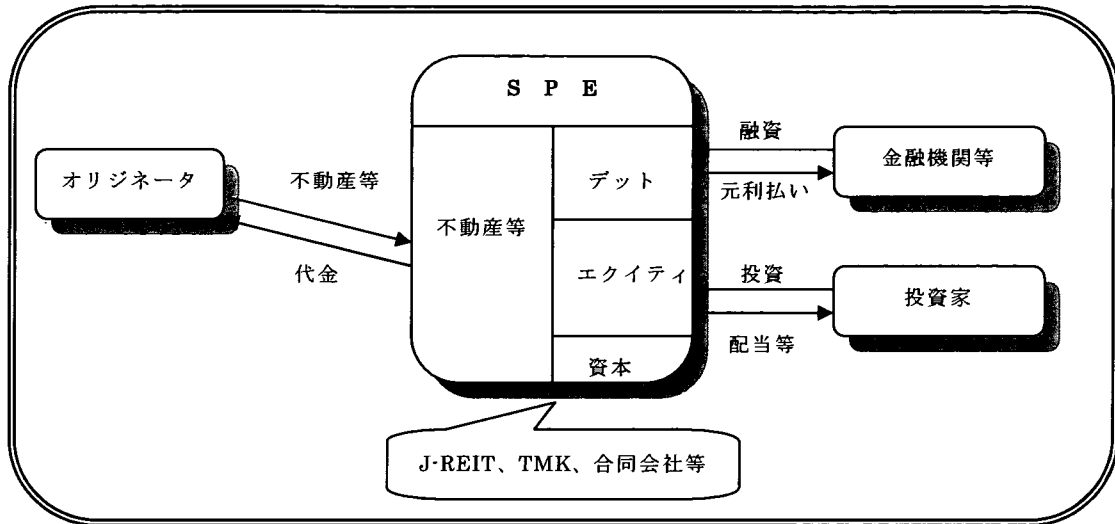 S P E
オリジネータ
不動産等
代金
不動産等
デット
エクイティ
資本
融資
元利払い
金融機関等
投資
配当等
投資家
J-REIT、TMK、合同会社等